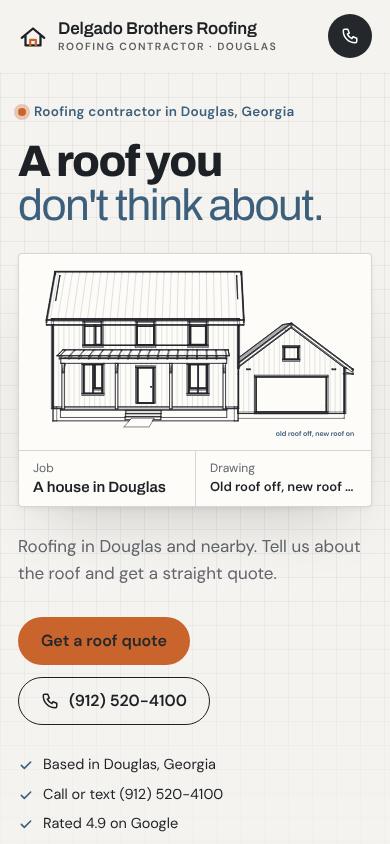 Delgado Brothers Roofing
ROOFING CONTRACTOR · DOUGLAS
Roofing contractor in Douglas, Georgia
A roof you
don't think about.
old roof off, new roof on
Job
A house in Douglas
Drawing
Old roof off, new roof ...
Roofing in Douglas and nearby. Tell us about
the roof and get a straight quote.
Get a roof quote
(912) 520-4100
Based in Douglas, Georgia
Call or text (912) 520-4100
Rated 4.9 on Google